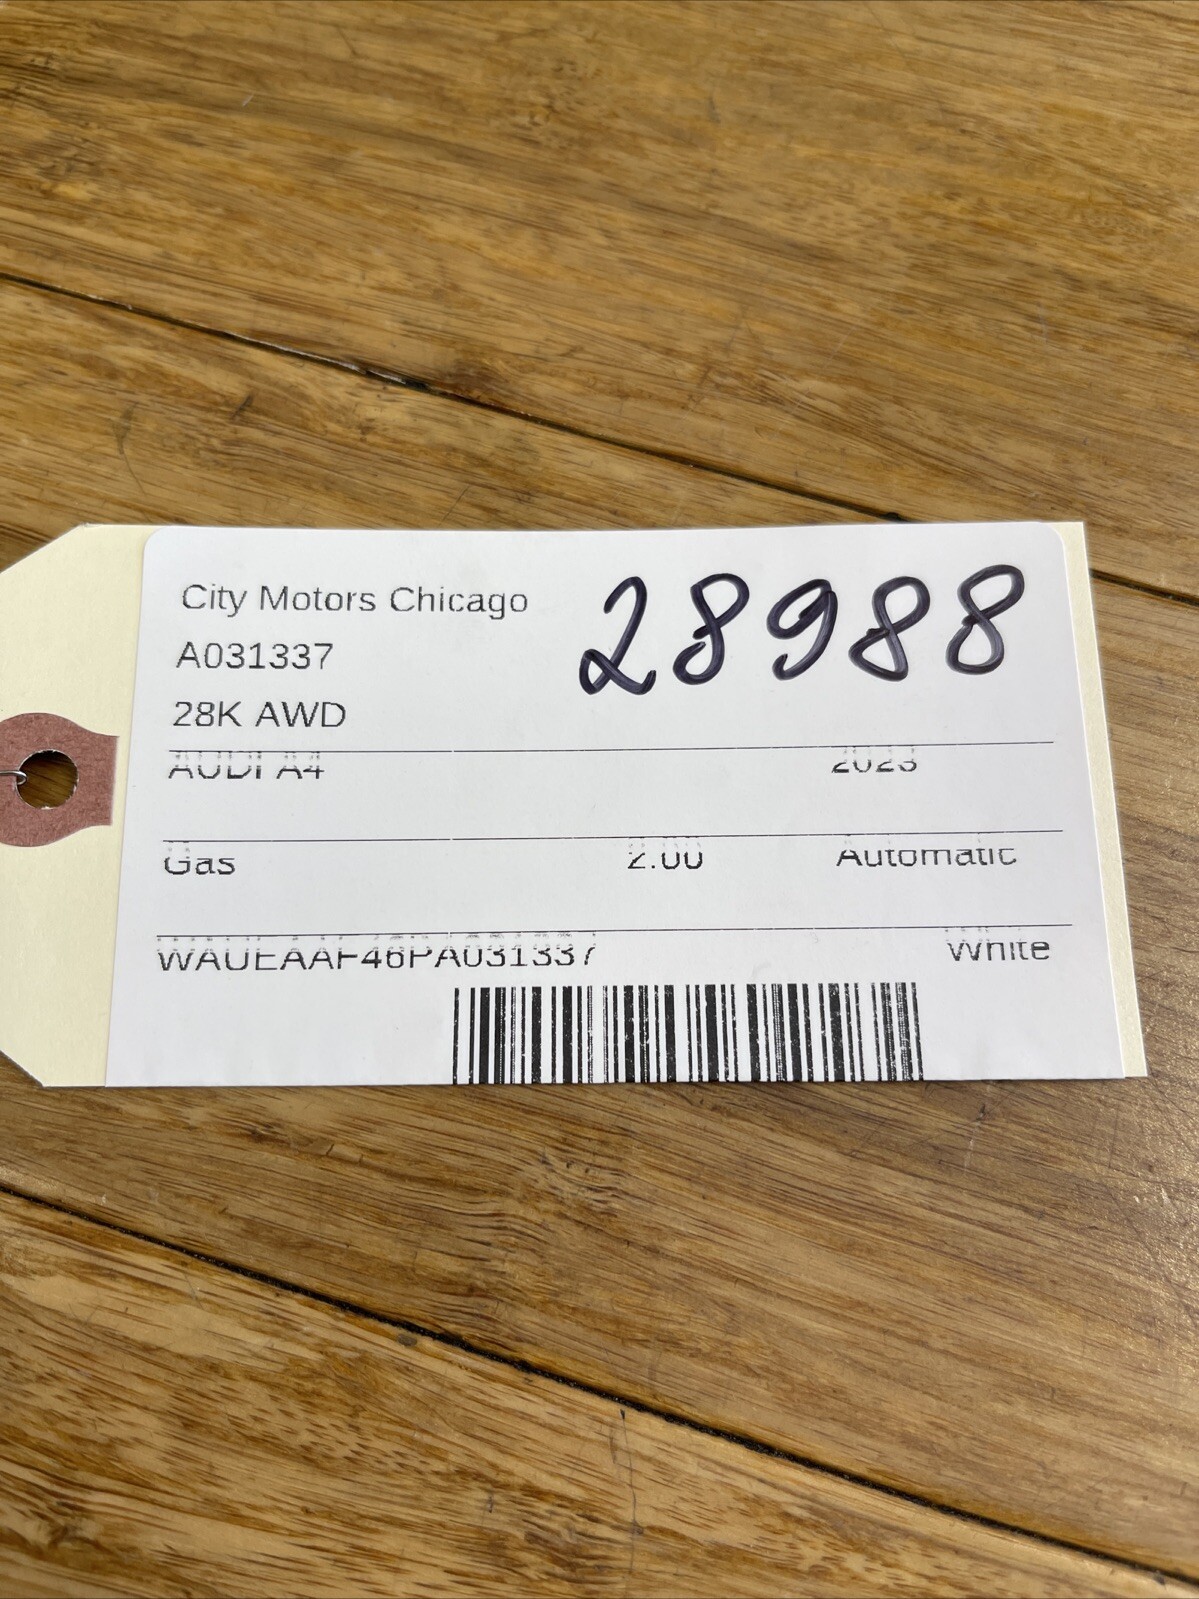 City Motors Chicago
28988
A031337
28K AWD
AUDI A4 2023
Gas 2.00 Automatic
WAUEAAF46PA031337 White